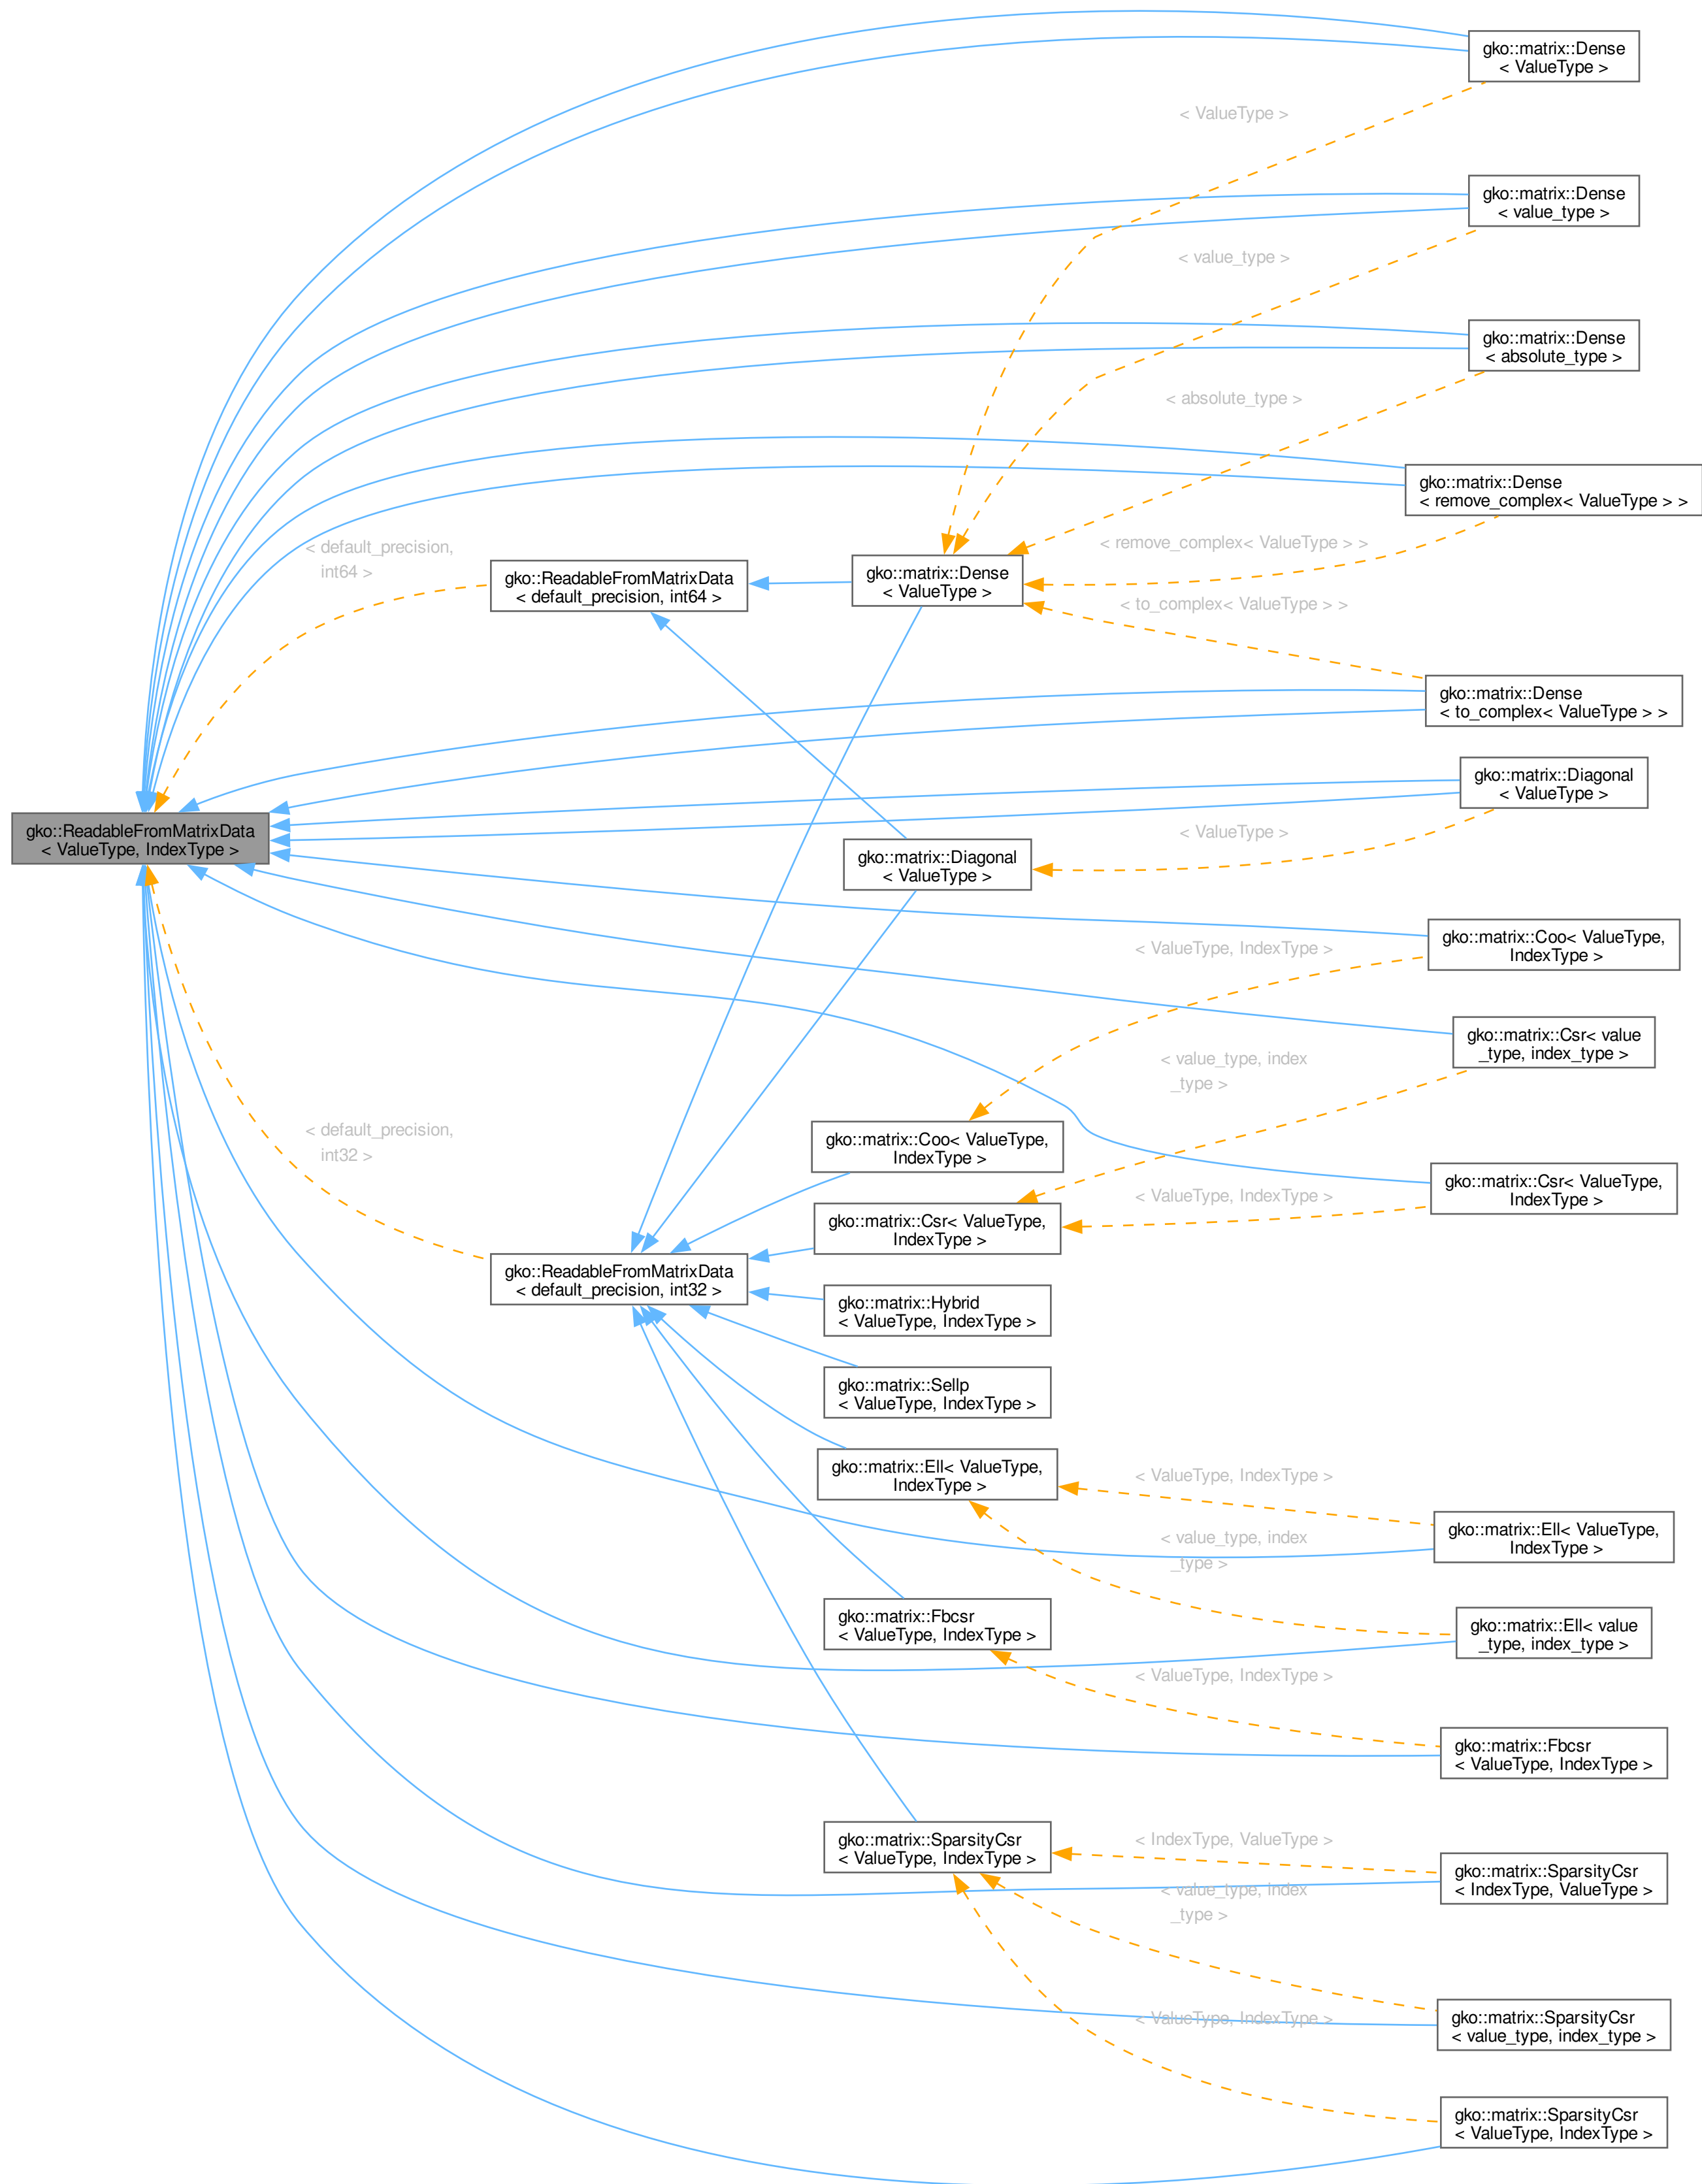 gko::matrix::Dense
< ValueType >
< ValueType >
gko::matrix::Dense
< value_type >
< value_type >
gko::matrix::Dense
< absolute_type >
< absolute_type >
gko::matrix::Dense
< remove_complex< ValueType > >
< default_precision,
int64 >
< remove_complex< ValueType > >
gko::ReadableFromMatrixData
< default_precision, int64 >
gko::matrix::Dense
< ValueType >
< to_complex< ValueType > >
gko::matrix::Dense
< to_complex< ValueType > >
gko::matrix::Diagonal
< ValueType >
gko::ReadableFromMatrixData
< ValueType, IndexType >
< ValueType >
gko::matrix::Diagonal
< ValueType >
gko::matrix::Coo< ValueType,
IndexType >
< ValueType, IndexType >
gko::matrix::Csr< value
_type, index_type >
< value_type, index
_type >
< default_precision,
int32 >
gko::matrix::Coo< ValueType,
IndexType >
gko::matrix::Csr< ValueType,
IndexType >
< ValueType, IndexType >
gko::matrix::Csr< ValueType,
IndexType >
gko::ReadableFromMatrixData
< default_precision, int32 >
gko::matrix::Hybrid
< ValueType, IndexType >
gko::matrix::Sellp
< ValueType, IndexType >
gko::matrix::Ell< ValueType,
IndexType >
< ValueType, IndexType >
gko::matrix::Ell< ValueType,
IndexType >
< value_type, index
_type >
gko::matrix::Fbcsr
< ValueType, IndexType >
gko::matrix::Ell< value
_type, index_type >
< ValueType, IndexType >
gko::matrix::Fbcsr
< ValueType, IndexType >
gko::matrix::SparsityCsr
< ValueType, IndexType >
< IndexType, ValueType >
gko::matrix::SparsityCsr
< IndexType, ValueType >
< value_type, index
_type >
gko::matrix::SparsityCsr
< value_type, index_type >
< ValueType, IndexType >
gko::matrix::SparsityCsr
< ValueType, IndexType >